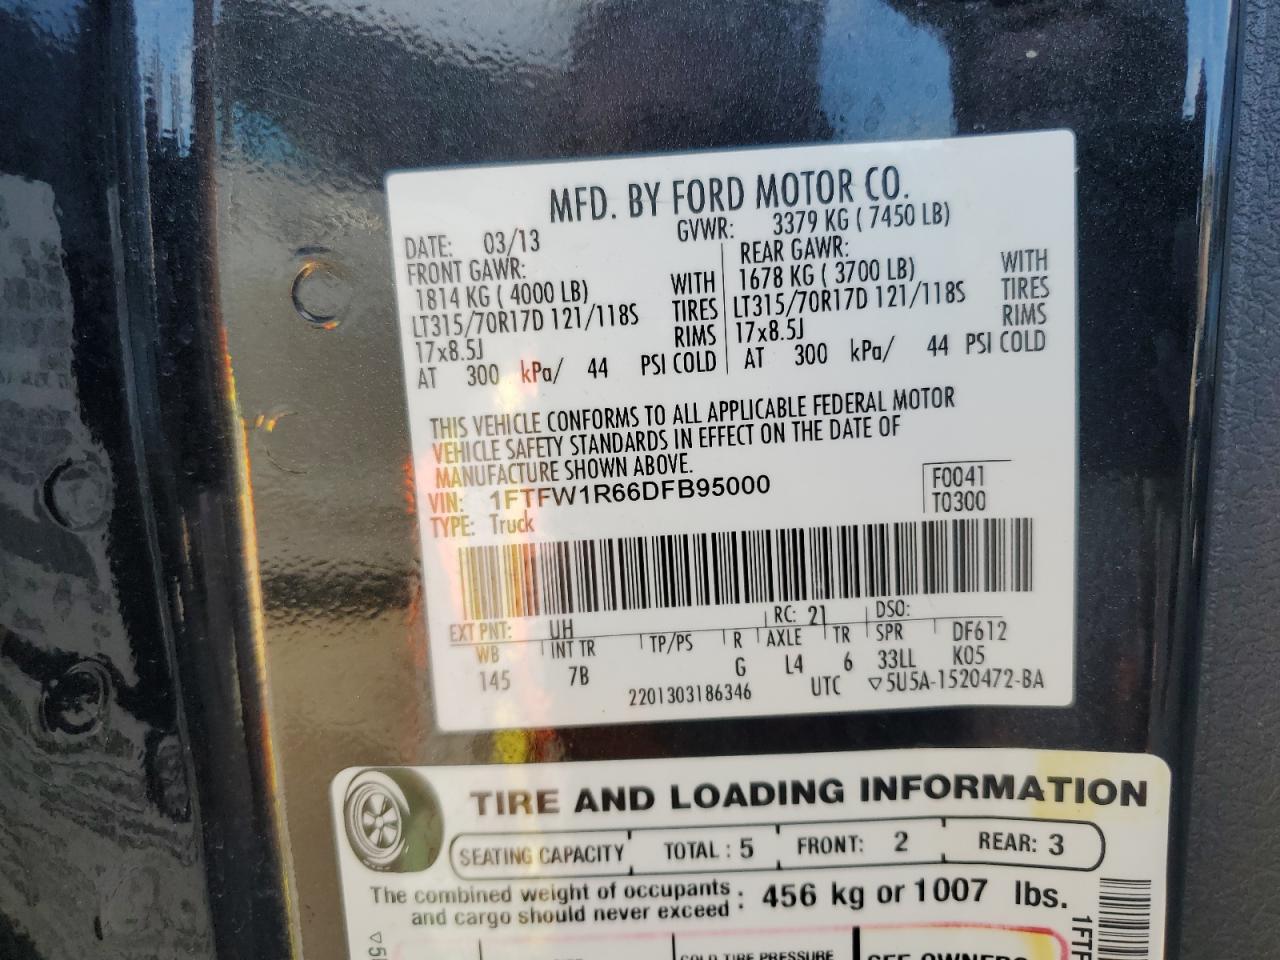 MFD. BY FORD MOTOR CO.
DATE: 03/13 GVWR: 3379 KG ( 7450 LB)
FRONT GAWR: REAR GAWR:
1814 KG ( 4000 LB) WITH 1678 KG ( 3700 LB) WITH
LT315/70R17D 121/118S TIRES LT315/70R17D 121/118S TIRES
17x8.5J RIMS 17x8.5J RIMS
AT 300 kPa/ 44 PSI COLD AT 300 kPa/ 44 PSI COLD
THIS VEHICLE CONFORMS TO ALL APPLICABLE FEDERAL MOTOR
VEHICLE SAFETY STANDARDS IN EFFECT ON THE DATE OF
MANUFACTURE SHOWN ABOVE.
VIN: 1FTFW1R66DFB95000 F0041
TYPE: Truck T0300
EXT PNT: UH RC: 21 DSO:
WB INT TR TP/PS R AXLE TR SPR DF612
145 7B G L4 6 33LL K05
2201303186346 UTC ▽5U5A-1520472-BA
TIRE AND LOADING INFORMATION
SEATING CAPACITY TOTAL : 5 FRONT: 2 REAR: 3
The combined weight of occupants : 456 kg or 1007 lbs.
and cargo should never exceed :
COLD TIRE PRESSURE SEE OWNERS
▽5
1FTF